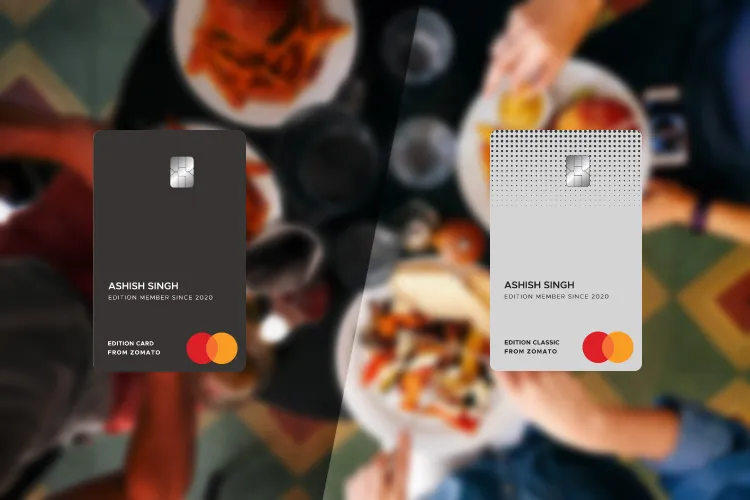 ASHISH SINGH
EDITION MEMBER SINCE 2020
EDITION CARD
FROM ZOMATO
ASHISH SINGH
EDITION MEMBER SINCE 2020
EDITION CLASSIC
FROM ZOMATO